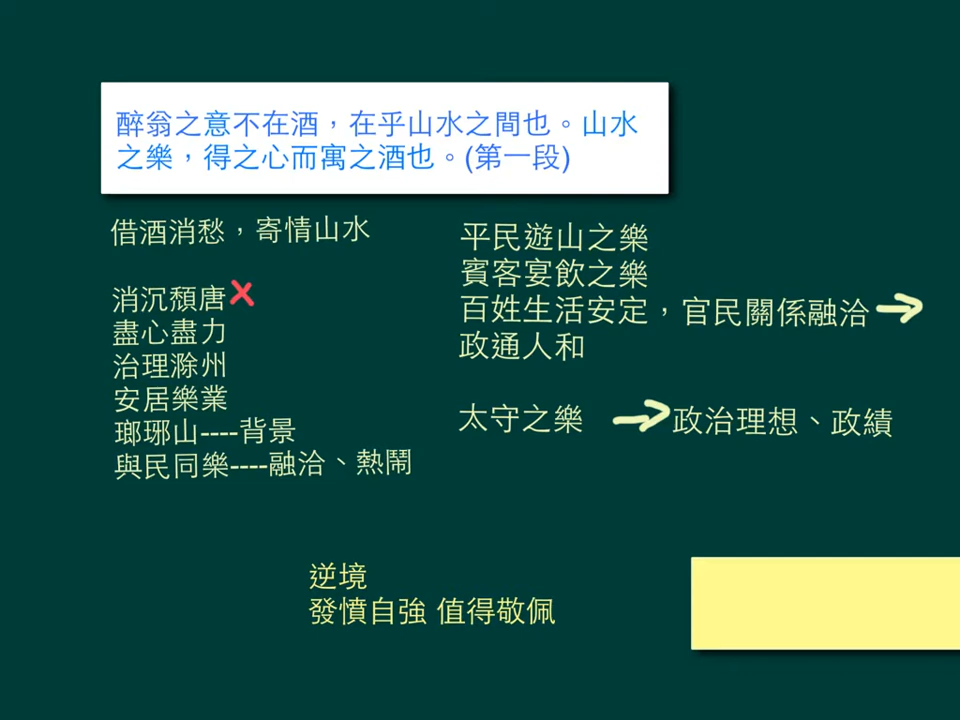 醉翁之意不在酒，在乎山水之間也。山水
之樂，得之心而寓之酒也。(第一段)
借酒消愁，寄情山水
消沉頹唐
盡心盡力
治理滁州
安居樂業
瑯琊山----背景
與民同樂----融洽、熱鬧
平民遊山之樂
賓客宴飲之樂
百姓生活安定，官民關係融洽
政通人和
太守之樂 政治理想、政績
逆境
發憤自強 值得敬佩